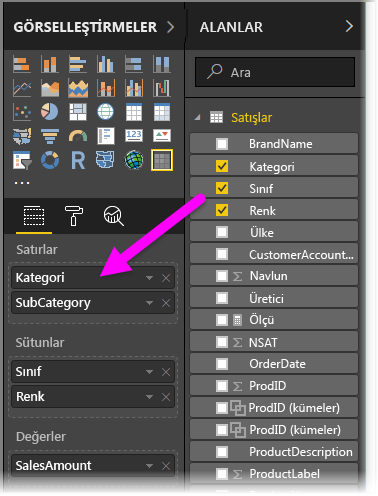 GÖRSELLEŞTİRMELER
R
123
Satırlar
Kategori
SubCategory
Sütunlar
Sınıf
Renk
Değerler
SalesAmount
ALANLAR
Ara
Satışlar
BrandName
Kategori
Sınıf
Renk
Ülke
CustomerAccount...
Navlun
Üretici
Ölçü
NSAT
OrderDate
ProdID
ProdID (kümeler)
ProdID (kümeler)
ProductDescription
ProductLabel